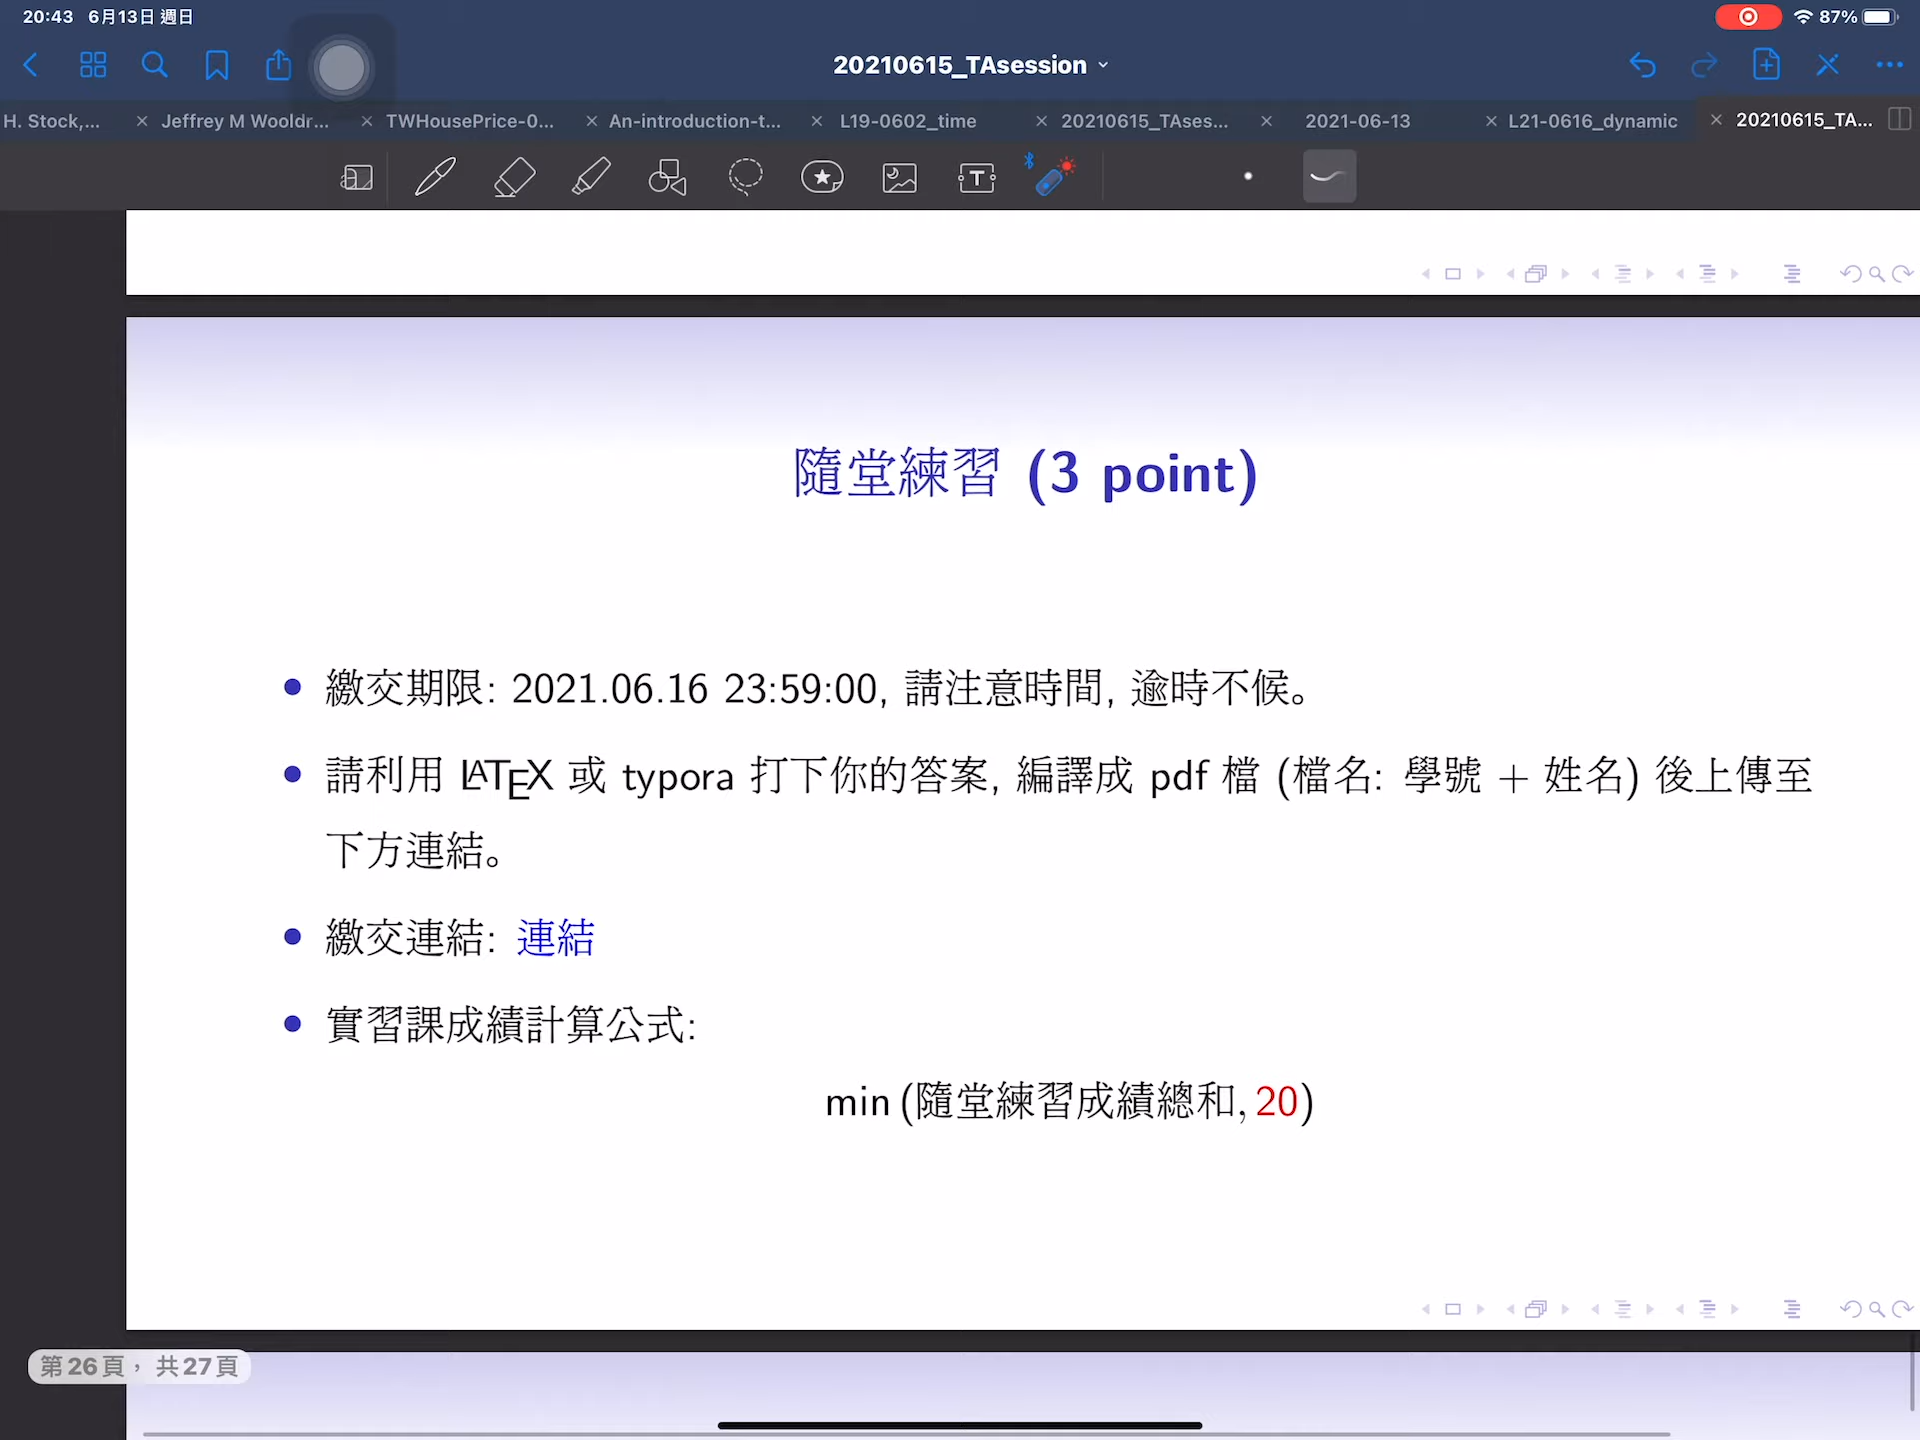 20:43 6月13日 週日
87%
20210615_TAsession
H. Stock,...
Jeffrey M Wooldr...
TWHousePrice-0...
An-introduction-t...
L19-0602_time
20210615_TAses...
2021-06-13
L21-0616_dynamic
20210615_TA...
隨堂練習 (3 point)
繳交期限: 2021.06.16 23:59:00, 請注意時間, 逾時不候。
請利用 LATEX 或 typora 打下你的答案, 編譯成 pdf 檔 (檔名: 學號 + 姓名) 後上傳至
下方連結。
繳交連結: 連結
實習課成績計算公式:
min (隨堂練習成績總和, 20)
第26頁，共27頁